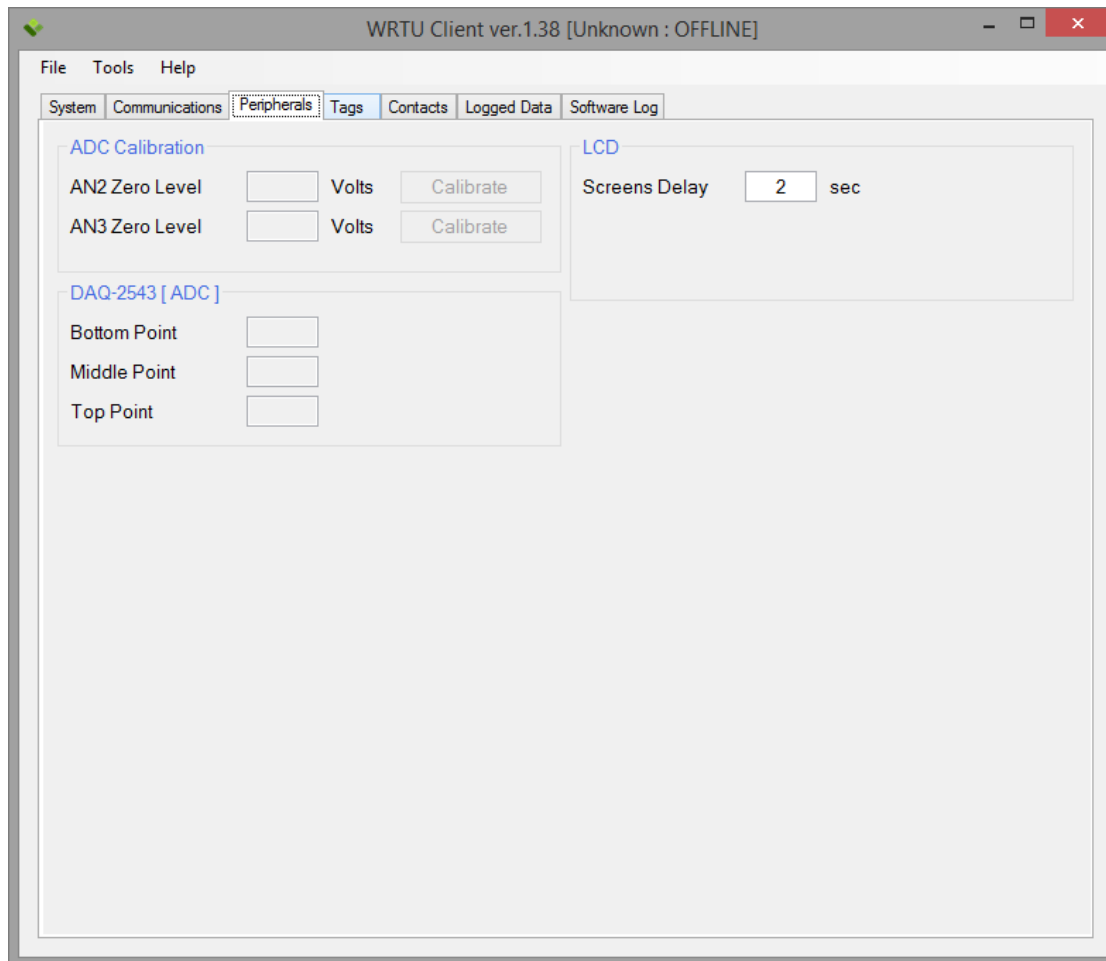 WRTU Client ver.1.38 [Unknown : OFFLINE]
File Tools Help
System Communications Peripherals Tags Contacts Logged Data Software Log
ADC Calibration
AN2 Zero Level Volts Calibrate
AN3 Zero Level Volts Calibrate
DAQ-2543 [ ADC ]
Bottom Point
Middle Point
Top Point
LCD
Screens Delay 2 sec